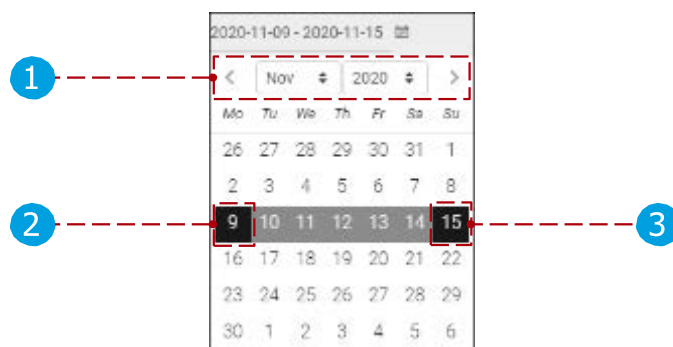 2020-11-09 - 2020-11-15
1
< Nov 2020 >
Mo Tu We Th Fr Sa Su
26 27 28 29 30 31 1
2 3 4 5 6 7 8
2 9 10 11 12 13 14 15 3
16 17 18 19 20 21 22
23 24 25 26 27 28 29
30 1 2 3 4 5 6